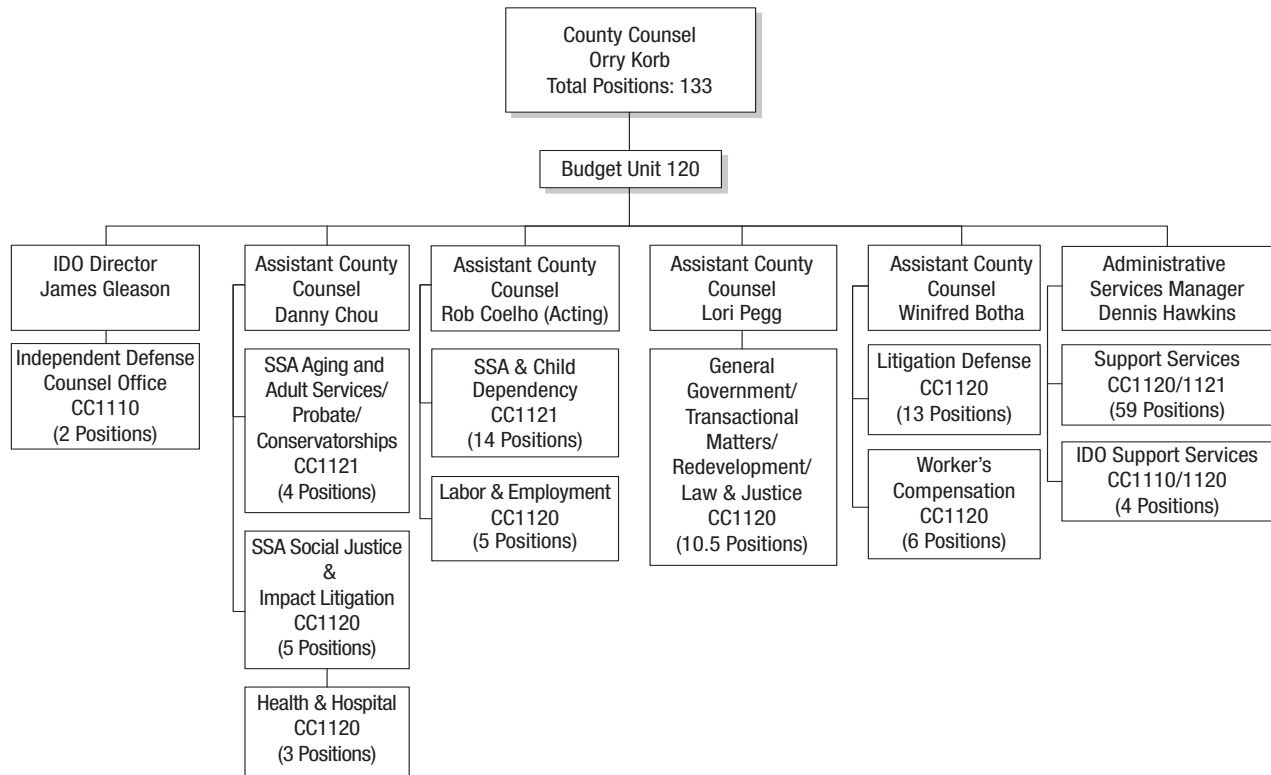 County Counsel
Orry Korb
Total Positions: 133
Budget Unit 120
IDO Director
James Gleason
Independent Defense
Counsel Office
CC1110
(2 Positions)
Assistant County
Counsel
Danny Chou
SSA Aging and
Adult Services/
Probate/
Conservatorships
CC1121
(4 Positions)
SSA Social Justice
&
Impact Litigation
CC1120
(5 Positions)
Health & Hospital
CC1120
(3 Positions)
Assistant County
Counsel
Rob Coelho (Acting)
SSA & Child
Dependency
CC1121
(14 Positions)
Labor & Employment
CC1120
(5 Positions)
Assistant County
Counsel
Lori Pegg
General
Government/
Transactional
Matters/
Redevelopment/
Law & Justice
CC1120
(10.5 Positions)
Assistant County
Counsel
Winifred Botha
Litigation Defense
CC1120
(13 Positions)
Worker's
Compensation
CC1120
(6 Positions)
Administrative
Services Manager
Dennis Hawkins
Support Services
CC1120/1121
(59 Positions)
IDO Support Services
CC1110/1120
(4 Positions)